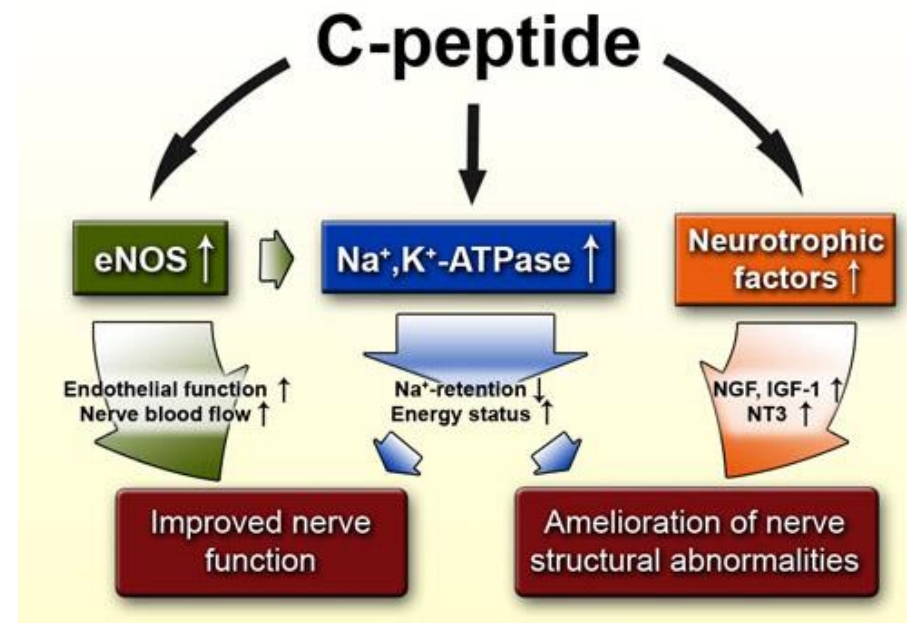 C-peptide
eNOS ↑
Na⁺,K⁺-ATPase ↑
Neurotrophic
factors ↑
Endothelial function ↑
Nerve blood flow ↑
Na⁺-retention ↓
Energy status ↑
NGF, IGF-1 ↑
NT3 ↑
Improved nerve
function
Amelioration of nerve
structural abnormalities